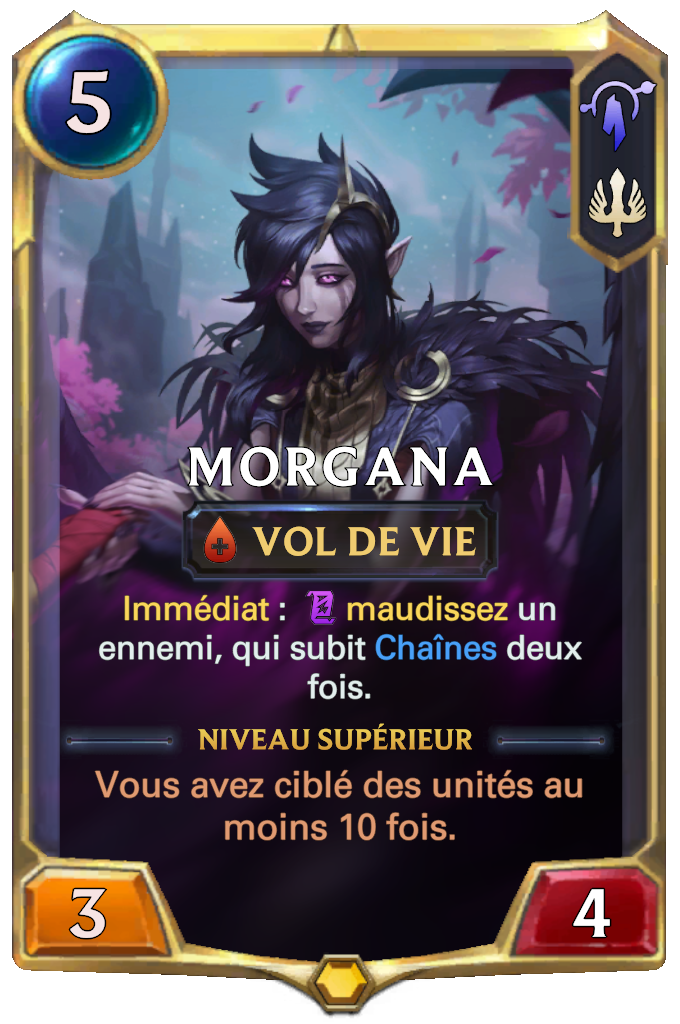 5
MORGANA
VOL DE VIE
Immédiat : maudissez un
ennemi, qui subit Chaînes deux
fois.
NIVEAU SUPÉRIEUR
Vous avez ciblé des unités au
moins 10 fois.
3
4